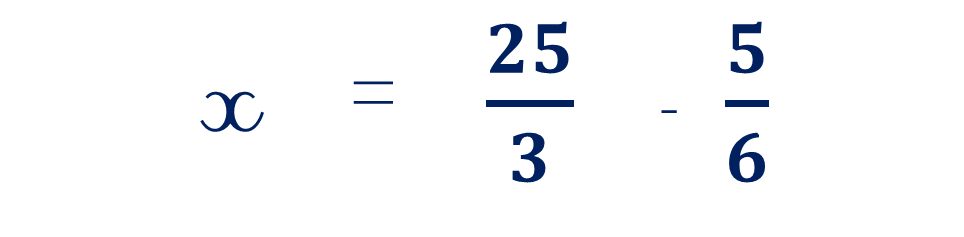 x = 25/3 - 5/6